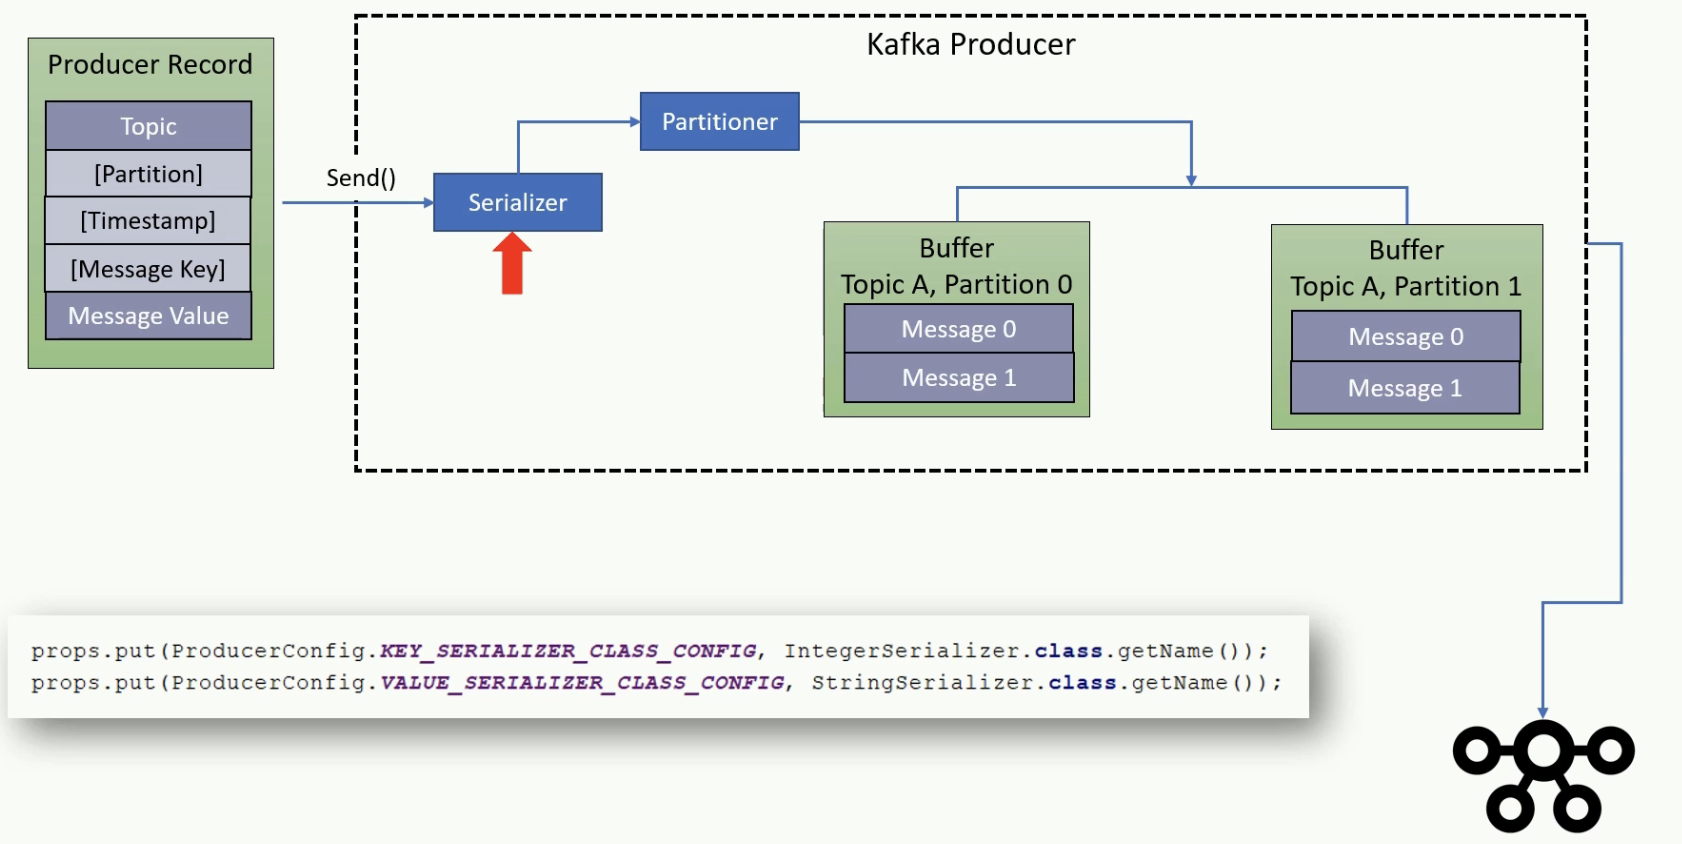 Kafka Producer
Producer Record
Topic
[Partition]
[Timestamp]
[Message Key]
Message Value
Send()
Serializer
Partitioner
Buffer
Topic A, Partition 0
Message 0
Message 1
Buffer
Topic A, Partition 1
Message 0
Message 1
props.put(ProducerConfig.KEY_SERIALIZER_CLASS_CONFIG, IntegerSerializer.class.getName());
props.put(ProducerConfig.VALUE_SERIALIZER_CLASS_CONFIG, StringSerializer.class.getName());